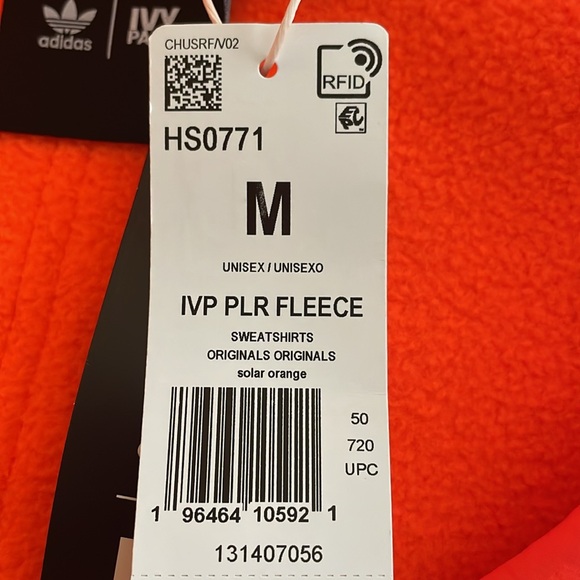 adidas
IVY
CHUSRF/V02
RFID
HS0771
M
UNISEX / UNISEXO
IVP PLR FLEECE
SWEATSHIRTS
ORIGINALS ORIGINALS
solar orange
50
720
UPC
1 96464 10592 1
131407056